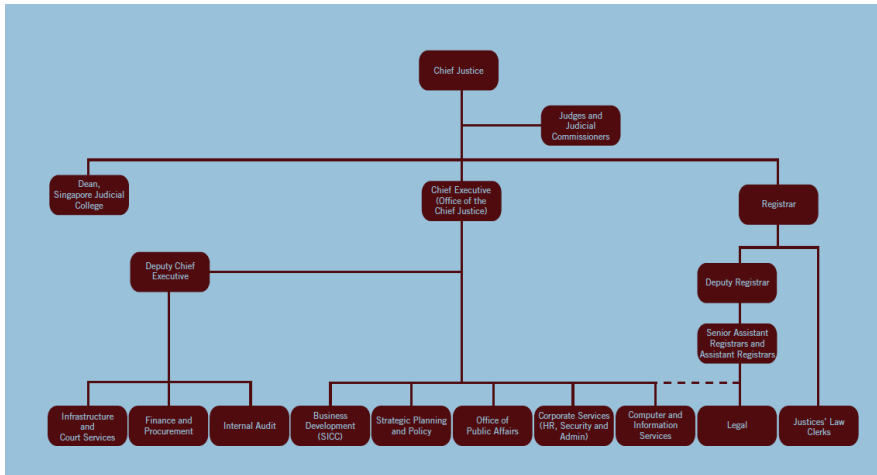 Chief Justice
Judges and
Judicial
Commissioners
Dean,
Singapore Judicial
College
Chief Executive
(Office of the
Chief Justice)
Registrar
Deputy Chief
Executive
Deputy Registrar
Senior Assistant
Registrars and
Assistant Registrars
Infrastructure
and
Court Services
Finance and
Procurement
Internal Audit
Business
Development
(SICC)
Strategic Planning
and Policy
Office of
Public Affairs
Corporate Services
(HR, Security and
Admin)
Computer and
Information
Services
Legal
Justices' Law
Clerks